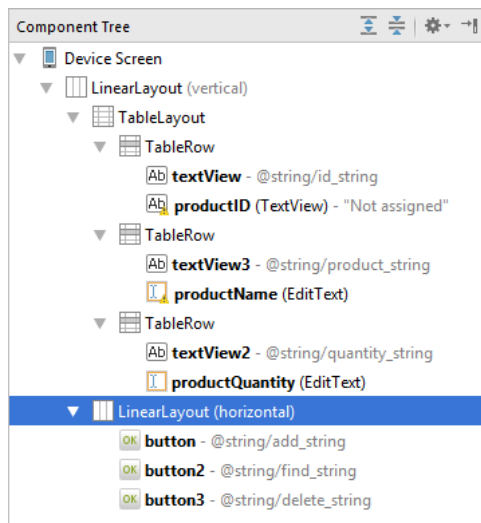 Component Tree
Device Screen
LinearLayout (vertical)
TableLayout
TableRow
Ab textView - @string/id_string
Ab productID (TextView) - "Not assigned"
TableRow
Ab textView3 - @string/product_string
productName (EditText)
TableRow
Ab textView2 - @string/quantity_string
productQuantity (EditText)
LinearLayout (horizontal)
OK button - @string/add_string
OK button2 - @string/find_string
OK button3 - @string/delete_string